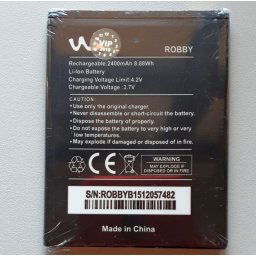 VIP
ROBBY
Rechargeable:2400mAh 8.88Wh
Li-Ion Battery
Charging Voltage Limit:4.2V
Chargeable Voltage :3.7V
CAUTION:
• Use only the original charger.
• Never disassemble or short-circuit the battery.
• Dispose the battery of properly.
• Do not expose the battery to very high or very
low temperatures.
• May explode if damaged or disposed of in fire.
CE
S/N:ROBBYB1512057482
Made in China